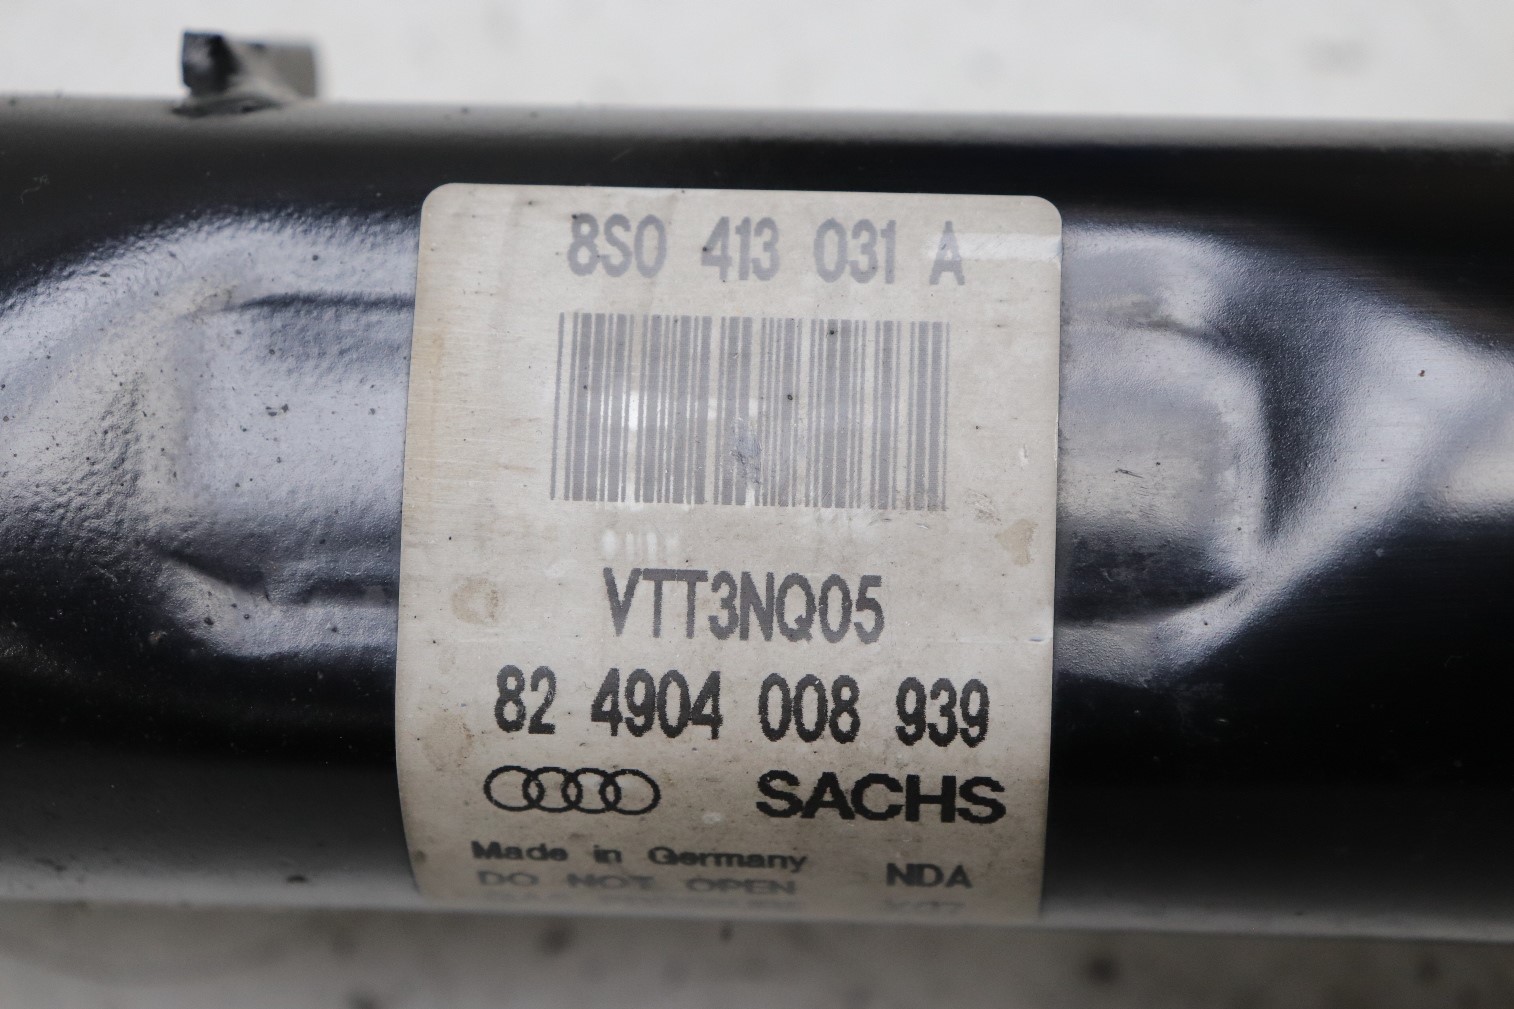 8S0 413 031 A
VTT3NQ05
82 4904 008 939
SACHS
Made in Germany NDA
DO NOT OPEN